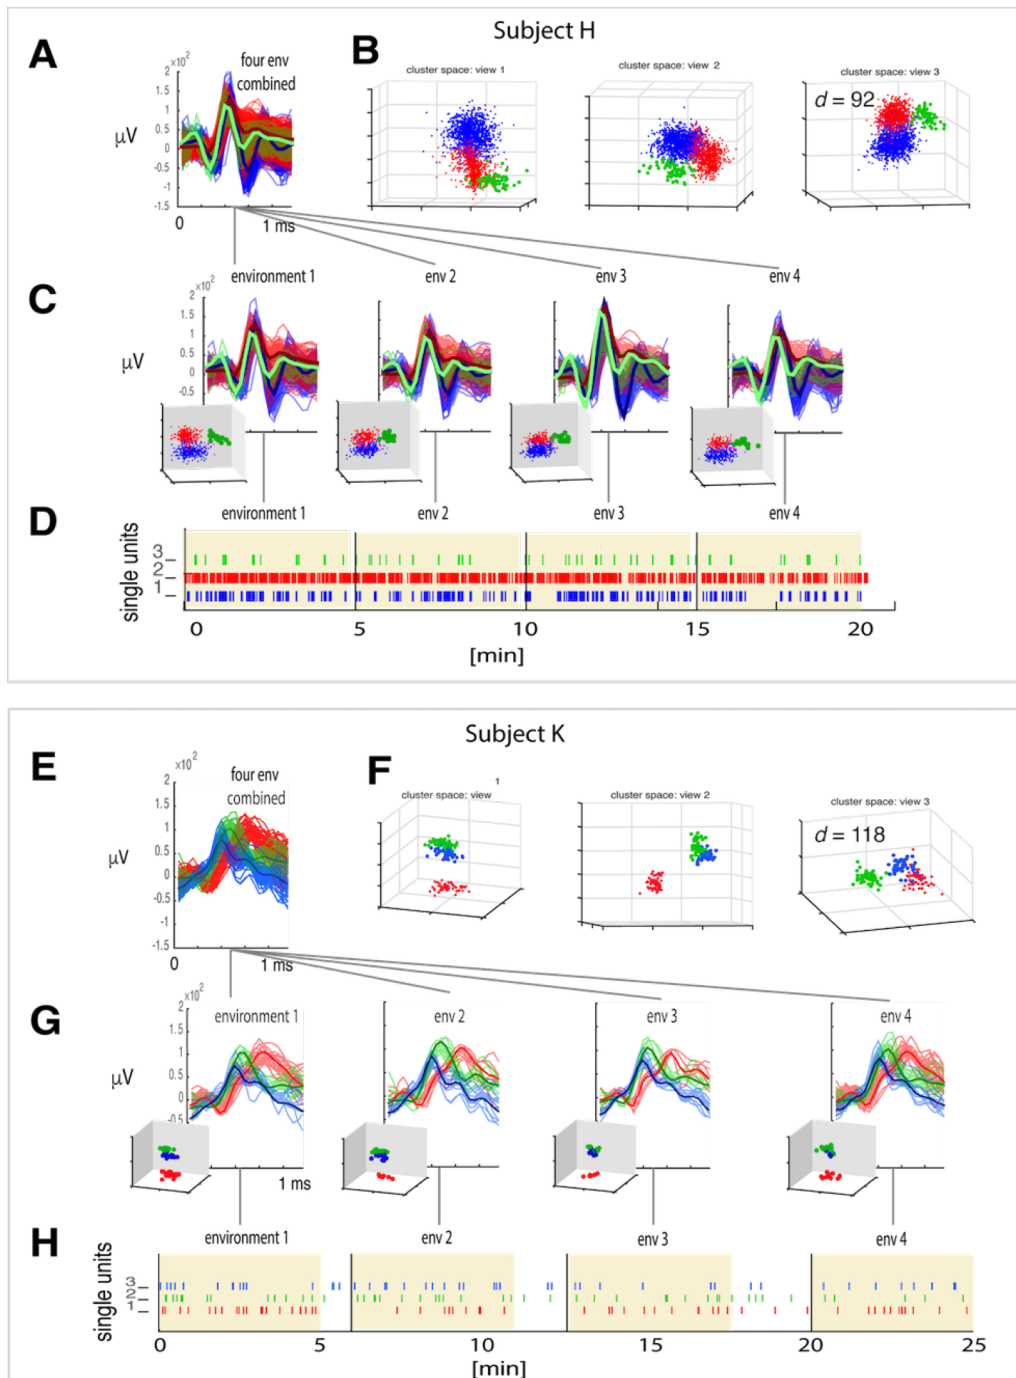 Subject H
A
×10²
four env
combined
2
1.5
1
0.5
0
-0.5
-1
-1.5
μV
0
1 ms
B
cluster space: view 1
cluster space: view 2
cluster space: view 3
d = 92
environment 1
env 2
env 3
env 4
C
×10²
2
1.5
1
0.5
0
μV
environment 1
env 2
env 3
env 4
D
single units
3
2
1
0
5
10
15
20
[min]
Subject K
E
×10²
four env
combined
2
1.5
1
0.5
0
-0.5
-1
-1.5
μV
0
1 ms
F
1
cluster space: view
cluster space: view 2
cluster space: view 3
d = 118
G
×10²
environment 1
env 2
env 3
env 4
2
1.5
1
0.5
0
-0.5
μV
1 ms
environment 1
env 2
env 3
env 4
H
single units
3
2
1
0
5
10
15
20
25
[min]